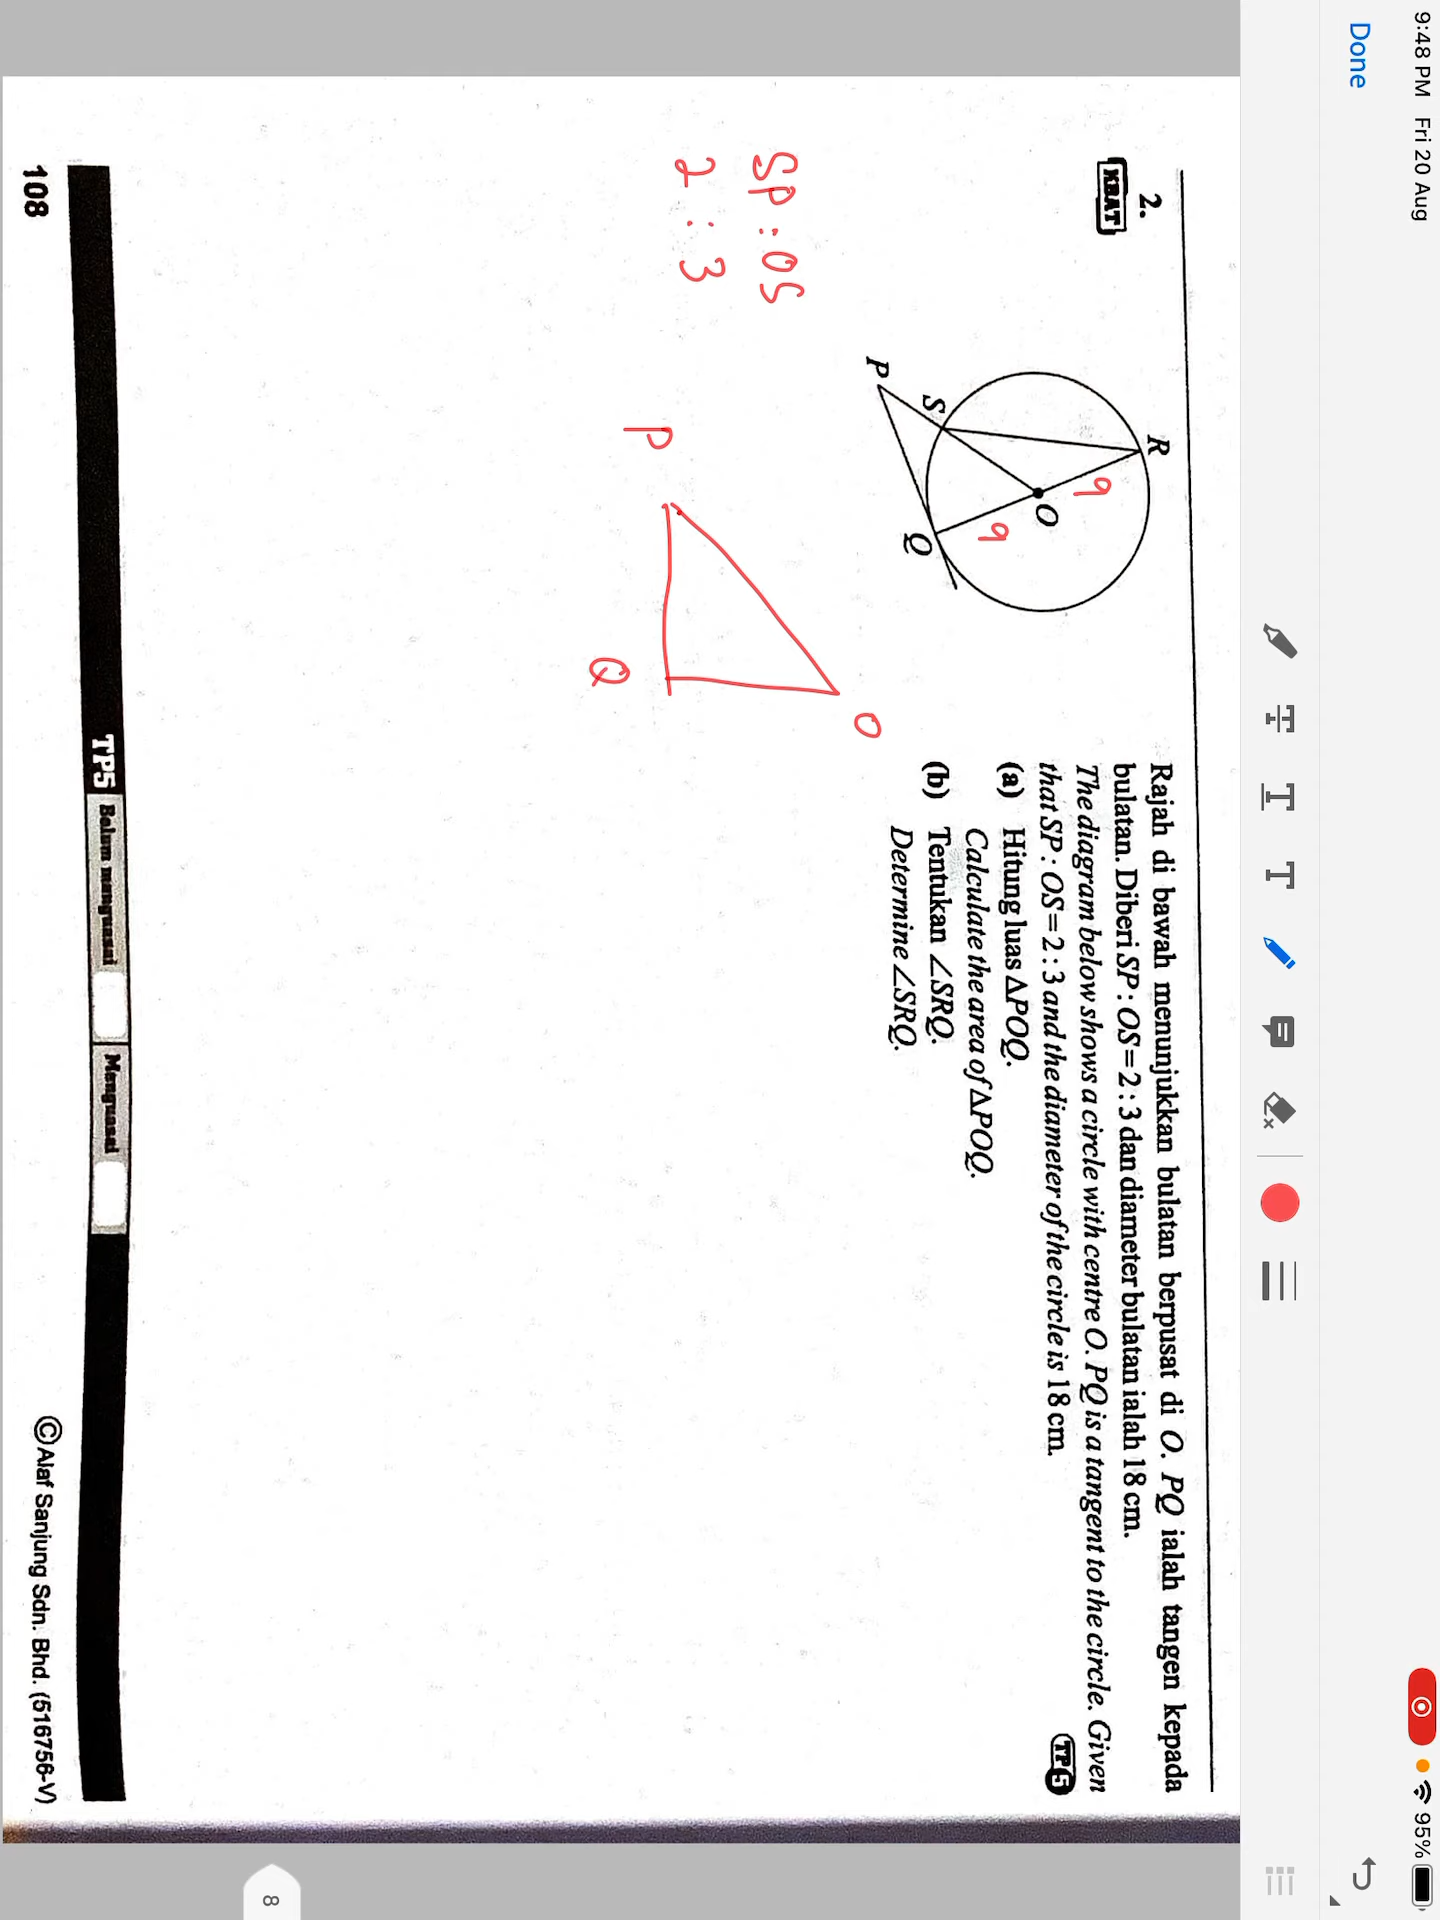 9:48 PM Fri 20 Aug
95%
Done
2.
KBAT
Rajah di bawah menunjukkan bulatan berpusat di O. PQ ialah tangen kepada
bulatan. Diberi SP : OS = 2 : 3 dan diameter bulatan ialah 18 cm.
The diagram below shows a circle with centre O. PQ is a tangent to the circle. Given
that SP : OS = 2 : 3 and the diameter of the circle is 18 cm.
TP 5
(a) Hitung luas ΔPOQ.
Calculate the area of ΔPOQ.
(b) Tentukan ∠SRQ.
Determine ∠SRQ.
R
9
O
9
S
P
Q
SP : OS
2 : 3
O
P
Q
TP5 Belum menguasai Menguasai
108
©Alaf Sanjung Sdn. Bhd. (516756-V)
8